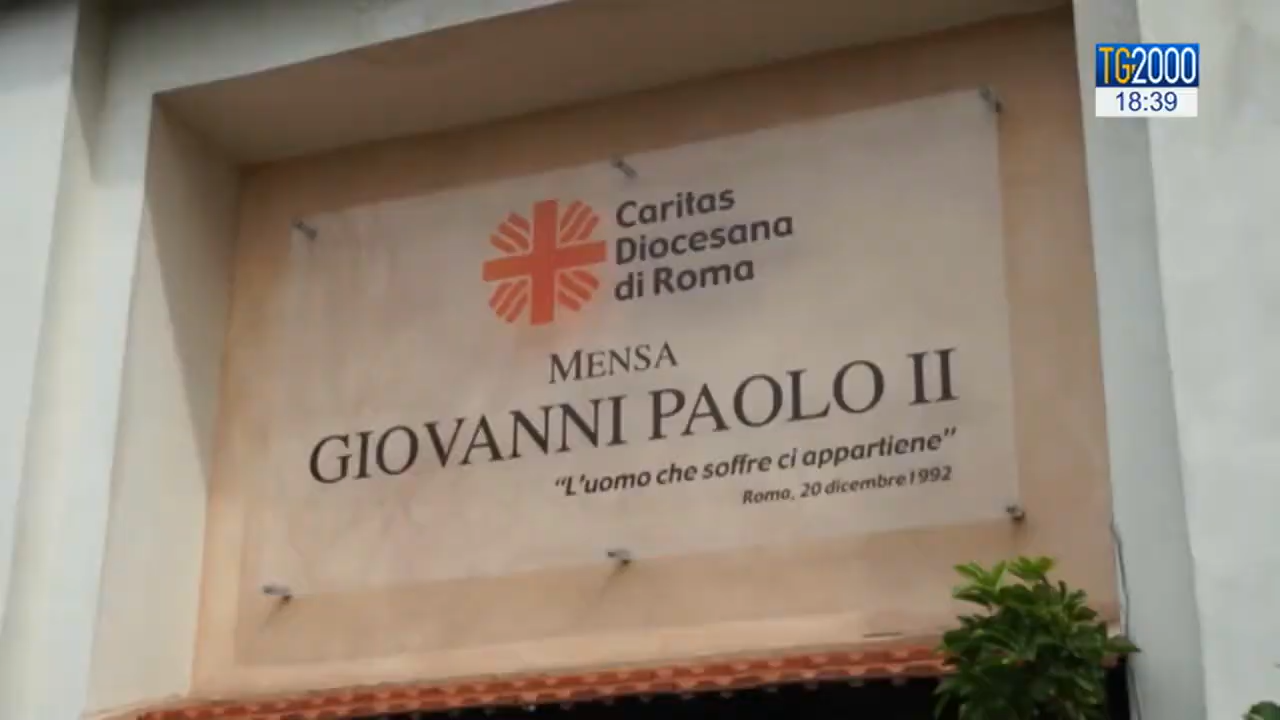 TG2000
18:39
Caritas
Diocesana
di Roma
MENSA
GIOVANNI PAOLO II
“L'uomo che soffre ci appartiene”
Roma, 20 dicembre 1992